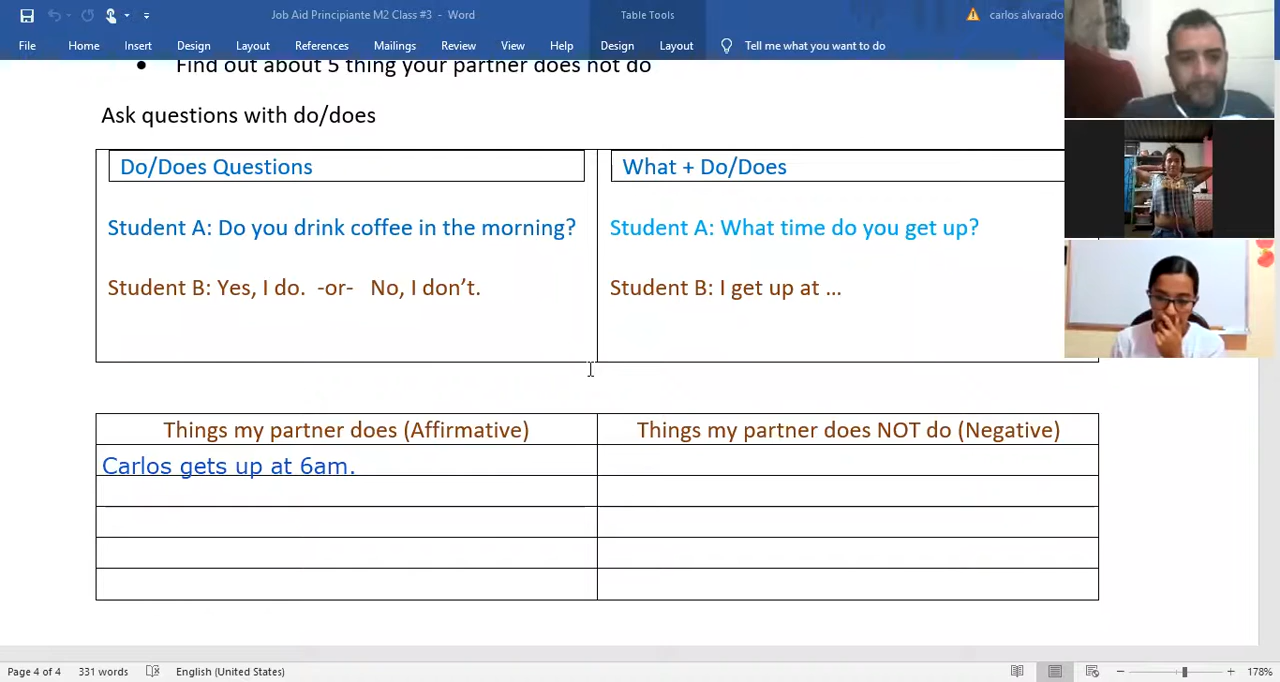 Job Aid Principiante M2 Class #3 - Word
Table Tools
carlos alvarado
File Home Insert Design Layout References Mailings Review View Help Design Layout Tell me what you want to do
• Find out about 5 thing your partner does not do
Ask questions with do/does
Do/Does Questions
Student A: Do you drink coffee in the morning?
Student B: Yes, I do. -or- No, I don’t.
What + Do/Does
Student A: What time do you get up?
Student B: I get up at ...
Things my partner does (Affirmative)
Things my partner does NOT do (Negative)
Carlos gets up at 6am.
Page 4 of 4 331 words English (United States) 178%